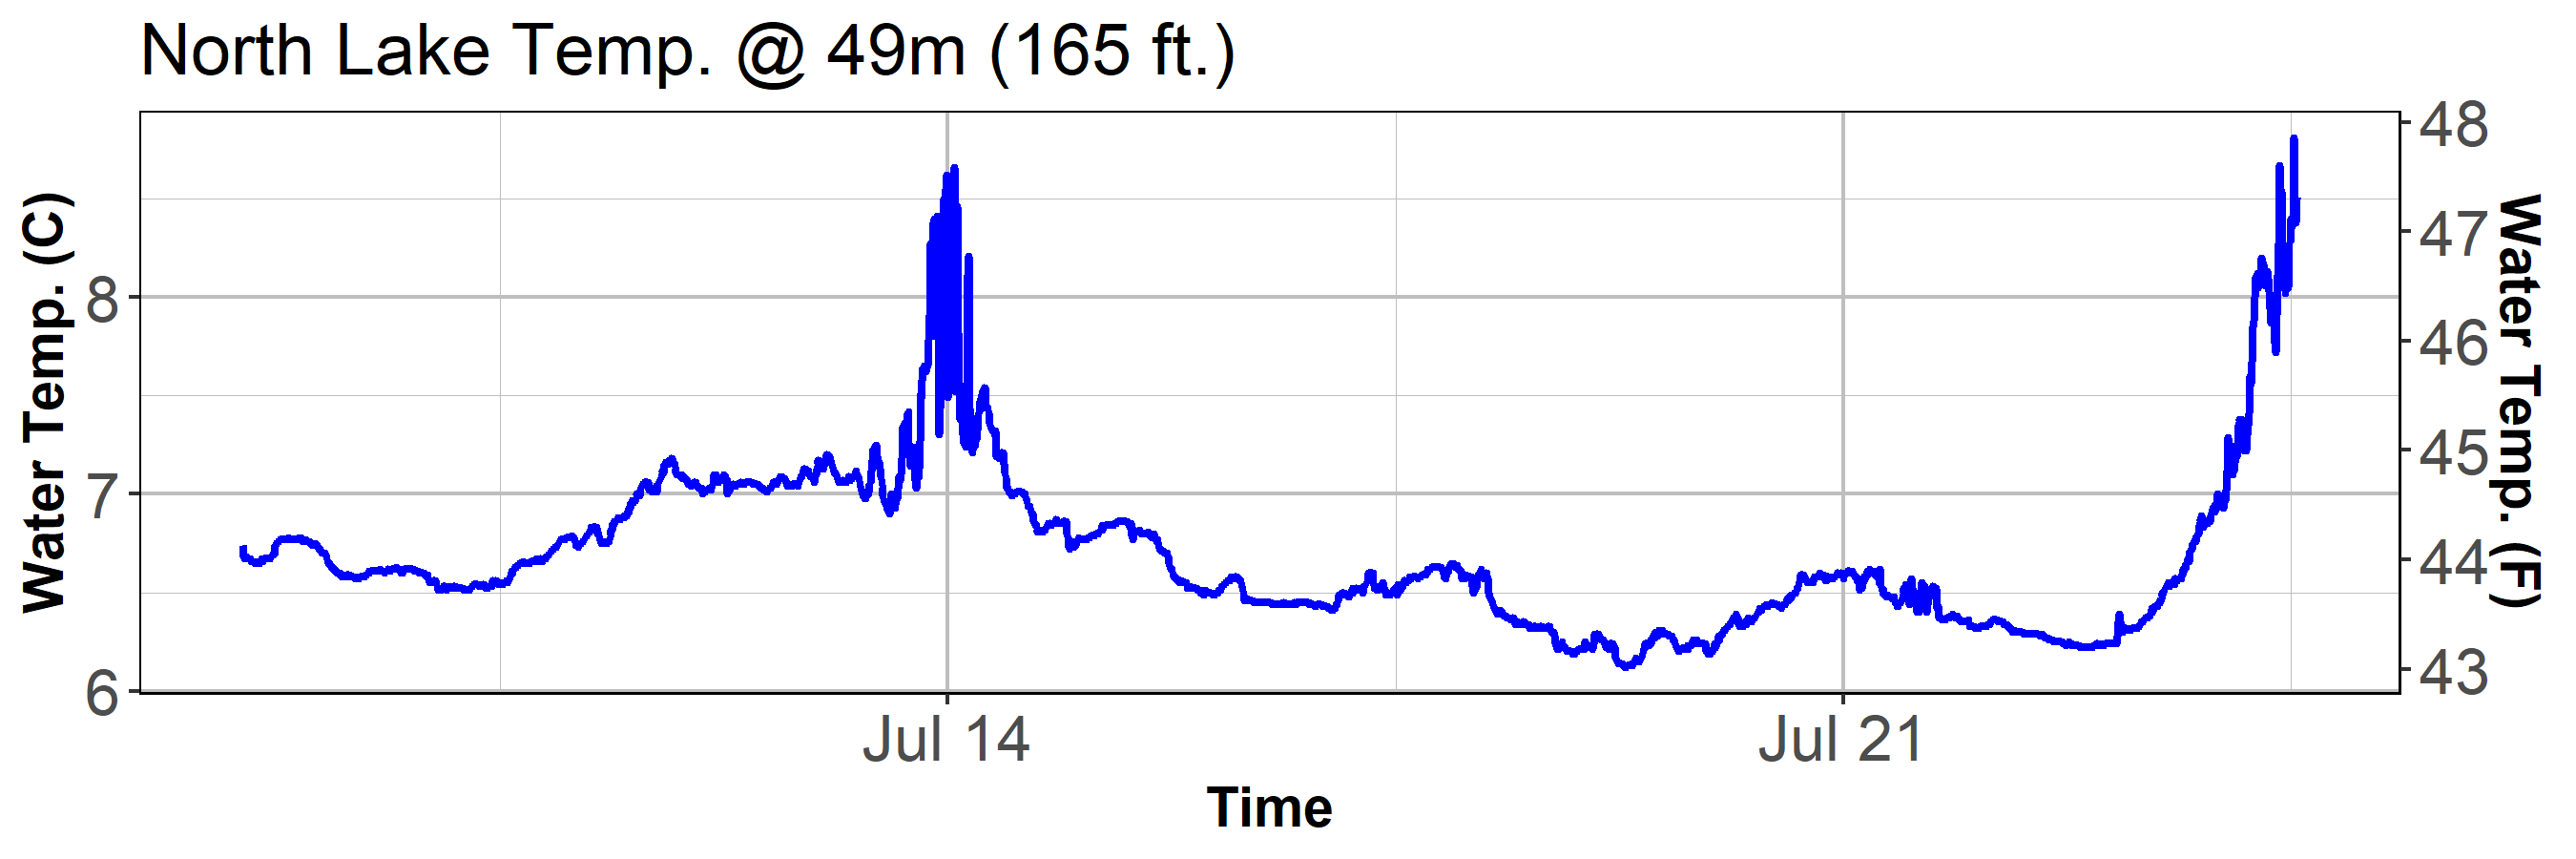 North Lake Temp. @ 49m (165 ft.)
Water Temp. (C)
8
7
6
48
47
46
45
44
43
Water Temp. (F)
Jul 14
Jul 21
Time